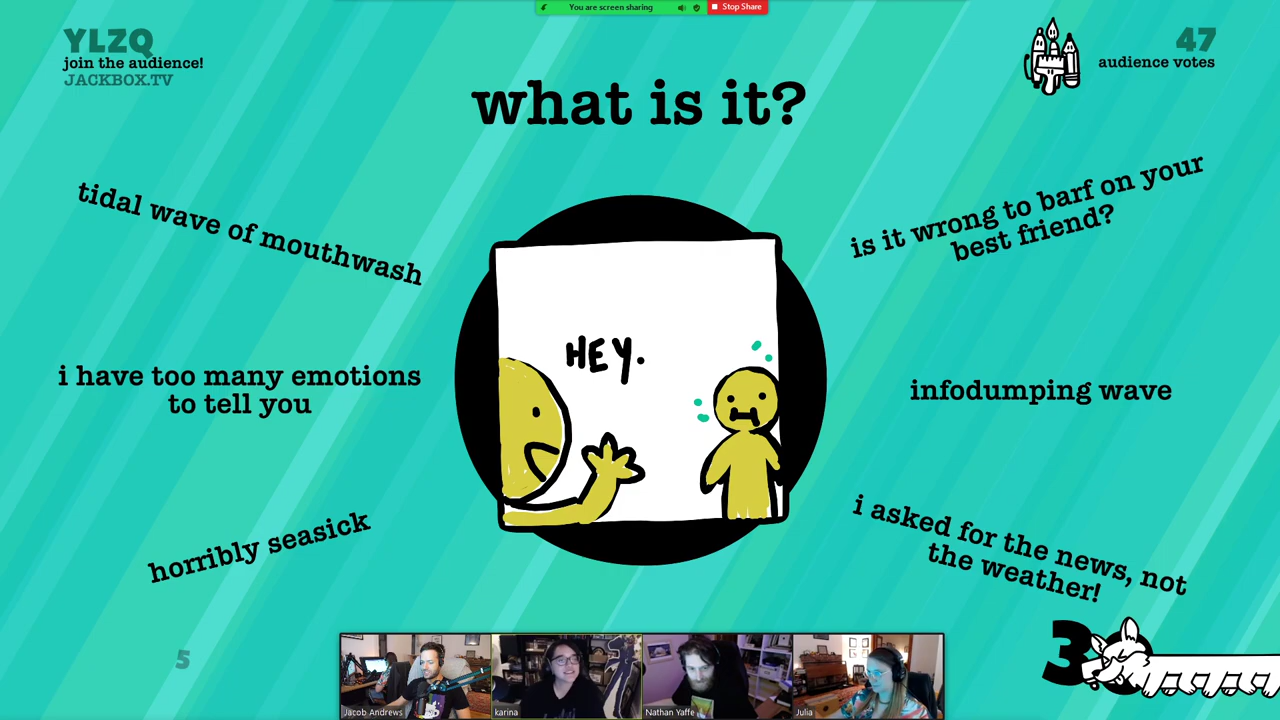 You are screen sharing
Stop Share
YLZQ
join the audience!
JACKBOX.TV
47
audience votes
what is it?
tidal wave of mouthwash
is it wrong to barf on your
best friend?
HEY.
i have too many emotions
to tell you
infodumping wave
horribly seasick
i asked for the news, not
the weather!
5
30
Jacob Andrews
karina
Nathan Yaffe
Julia